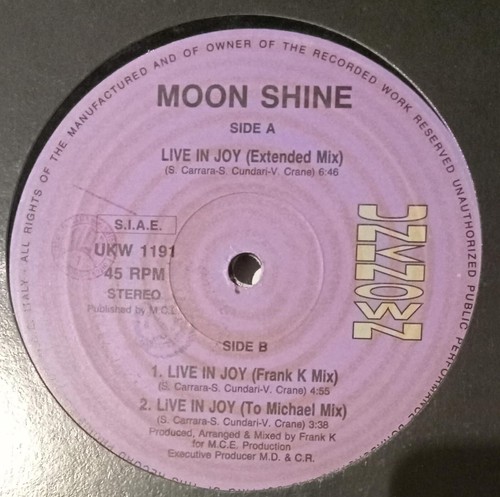 ITALY - ALL RIGHTS OF THE MANUFACTURED AND OF OWNER OF THE RECORDED WORK RESERVED UNAUTHORIZED PUBLIC PERFORMANCE
MOON SHINE
SIDE A
LIVE IN JOY (Extended Mix)
(S. Carrara-S. Cundari-V. Crane) 6:46
S.I.A.E.
UKW 1191
45 RPM
STEREO
Published by M.C.
SIDE B
1. LIVE IN JOY (Frank K Mix)
(S. Carrara-S. Cundari-V. Crane) 4:55
2. LIVE IN JOY (To Michael Mix)
(S. Carrara-S. Cundari-V. Crane) 3:38
Produced, Arranged & Mixed by Frank K
for M.C.E. Production
Executive Producer M.D. & C.R.